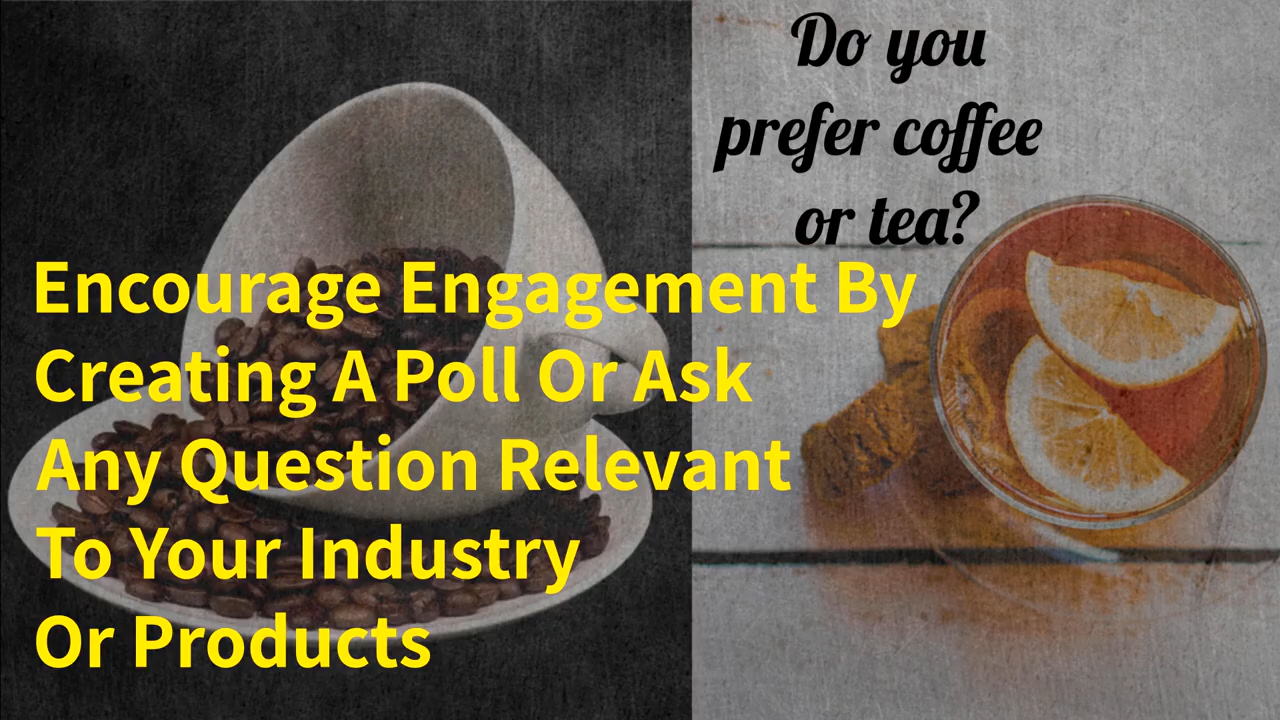 Do you
prefer coffee
or tea?
Encourage Engagement By
Creating A Poll Or Ask
Any Question Relevant
To Your Industry
Or Products